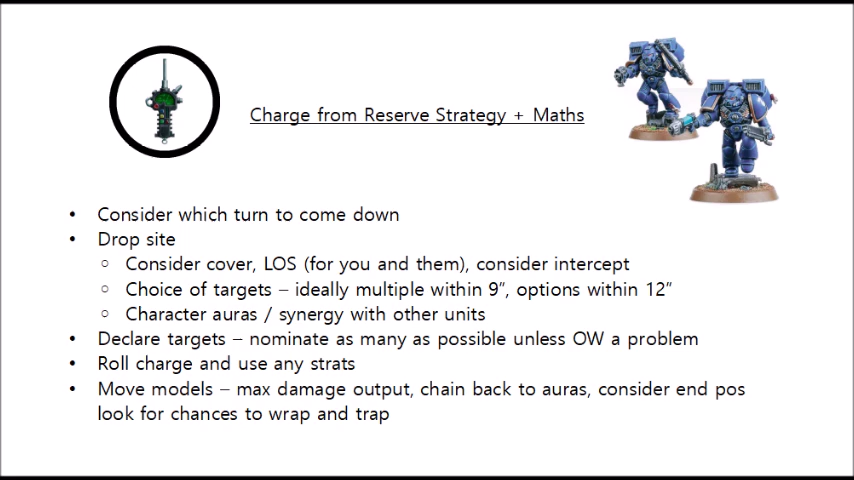 Charge from Reserve Strategy + Maths
• Consider which turn to come down
• Drop site
○ Consider cover, LOS (for you and them), consider intercept
○ Choice of targets – ideally multiple within 9”, options within 12”
○ Character auras / synergy with other units
• Declare targets – nominate as many as possible unless OW a problem
• Roll charge and use any strats
• Move models – max damage output, chain back to auras, consider end pos
look for chances to wrap and trap